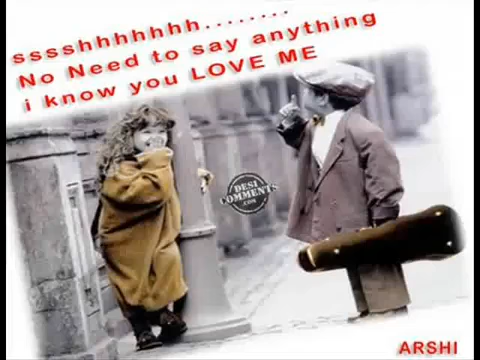 sssshhhhhhh........
No Need to say anything
i know you LOVE ME
DESI
COMMENTS
.COM
ARSHI